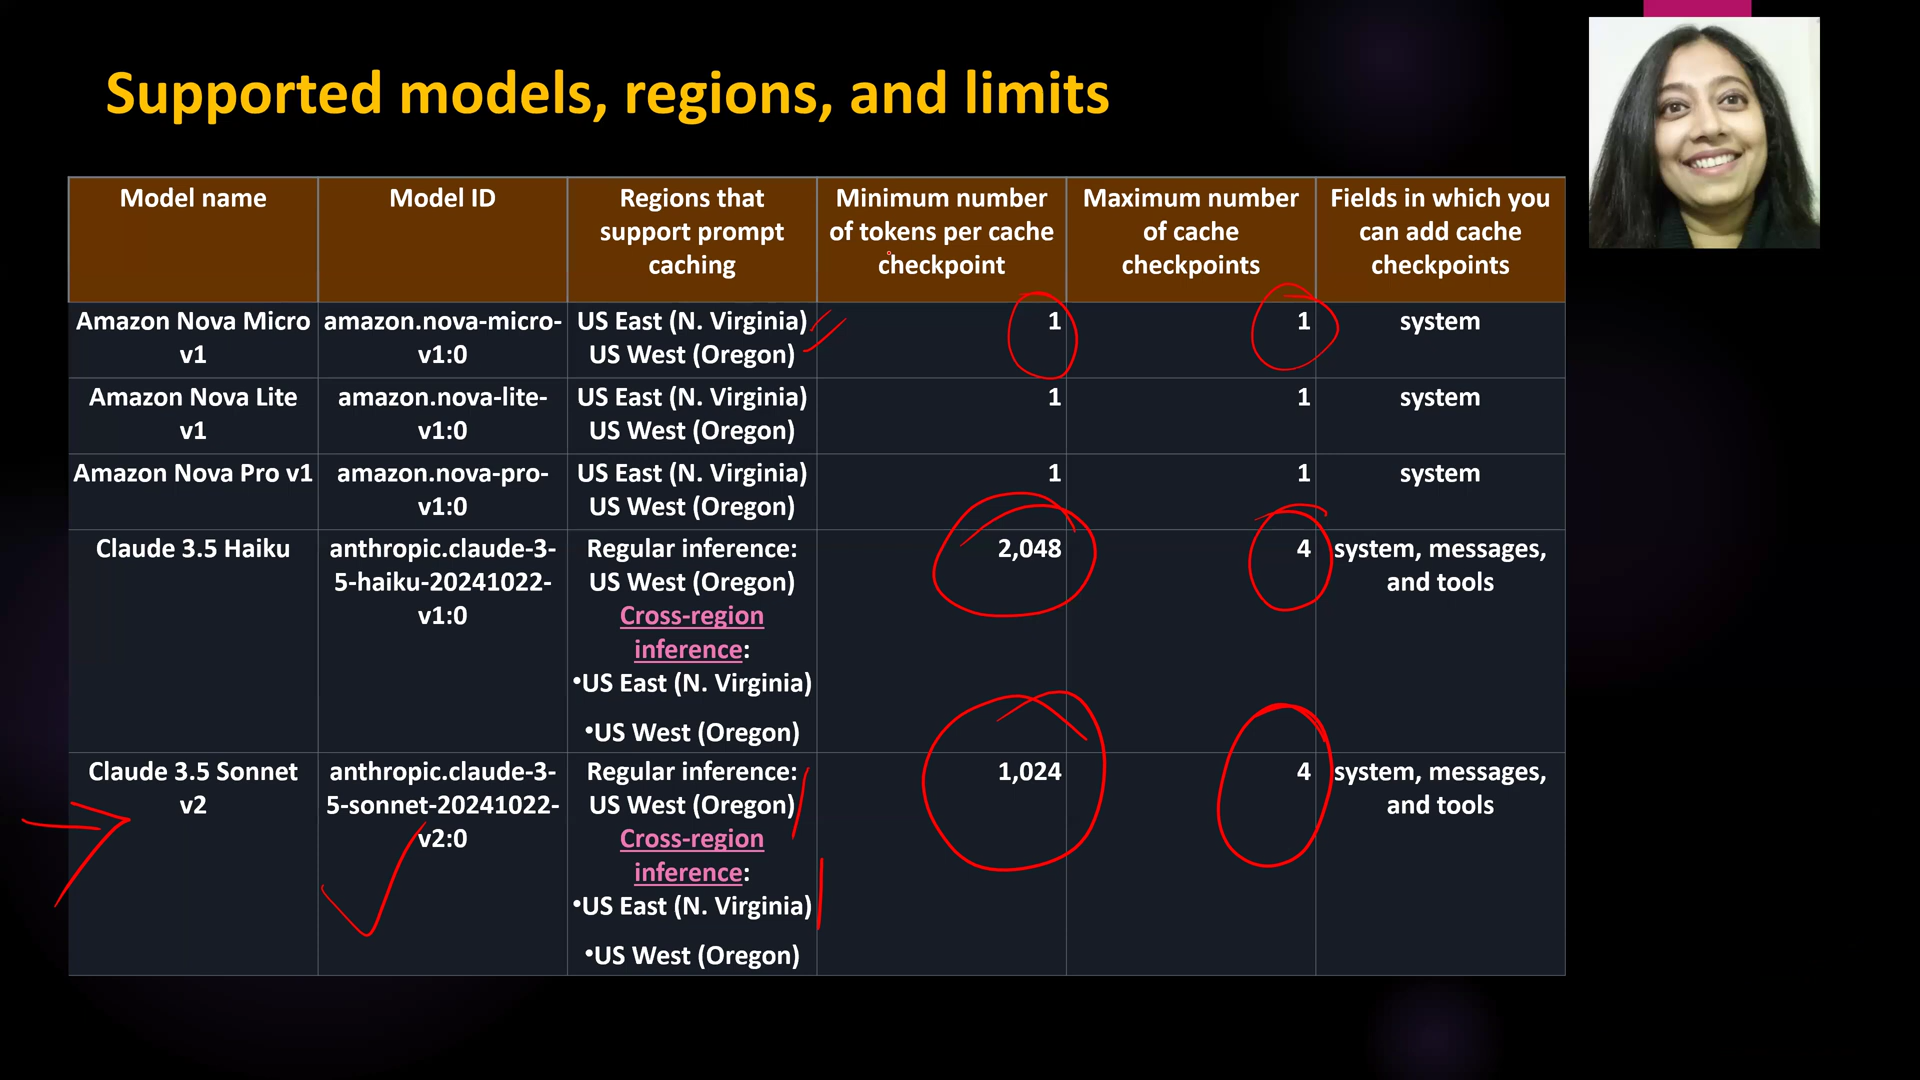 Supported models, regions, and limits
Model name
Model ID
Regions that
support prompt
caching
Minimum number
of tokens per cache
checkpoint
Maximum number
of cache
checkpoints
Fields in which you
can add cache
checkpoints
Amazon Nova Micro
v1
amazon.nova-micro-
v1:0
US East (N. Virginia)
US West (Oregon)
1
1
system
Amazon Nova Lite
v1
amazon.nova-lite-
v1:0
US East (N. Virginia)
US West (Oregon)
1
1
system
Amazon Nova Pro v1
amazon.nova-pro-
v1:0
US East (N. Virginia)
US West (Oregon)
1
1
system
Claude 3.5 Haiku
anthropic.claude-3-
5-haiku-20241022-
v1:0
Regular inference:
US West (Oregon)
Cross-region
inference:
•US East (N. Virginia)
•US West (Oregon)
2,048
4
system, messages,
and tools
Claude 3.5 Sonnet
v2
anthropic.claude-3-
5-sonnet-20241022-
v2:0
Regular inference:
US West (Oregon)
Cross-region
inference:
•US East (N. Virginia)
•US West (Oregon)
1,024
4
system, messages,
and tools